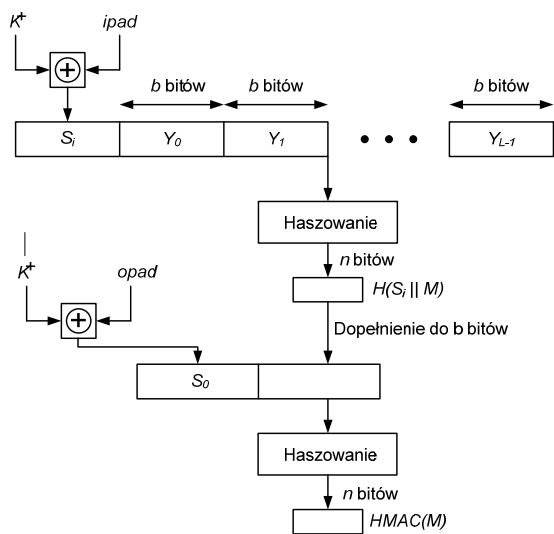 K⁺ ipad
b bitów b bitów b bitów
Sᵢ Y₀ Y₁ • • • Y_L-1
Haszowanie
n bitów
H(Sᵢ || M)
K⁺ opad
Dopełnienie do b bitów
S₀
Haszowanie
n bitów
HMAC(M)